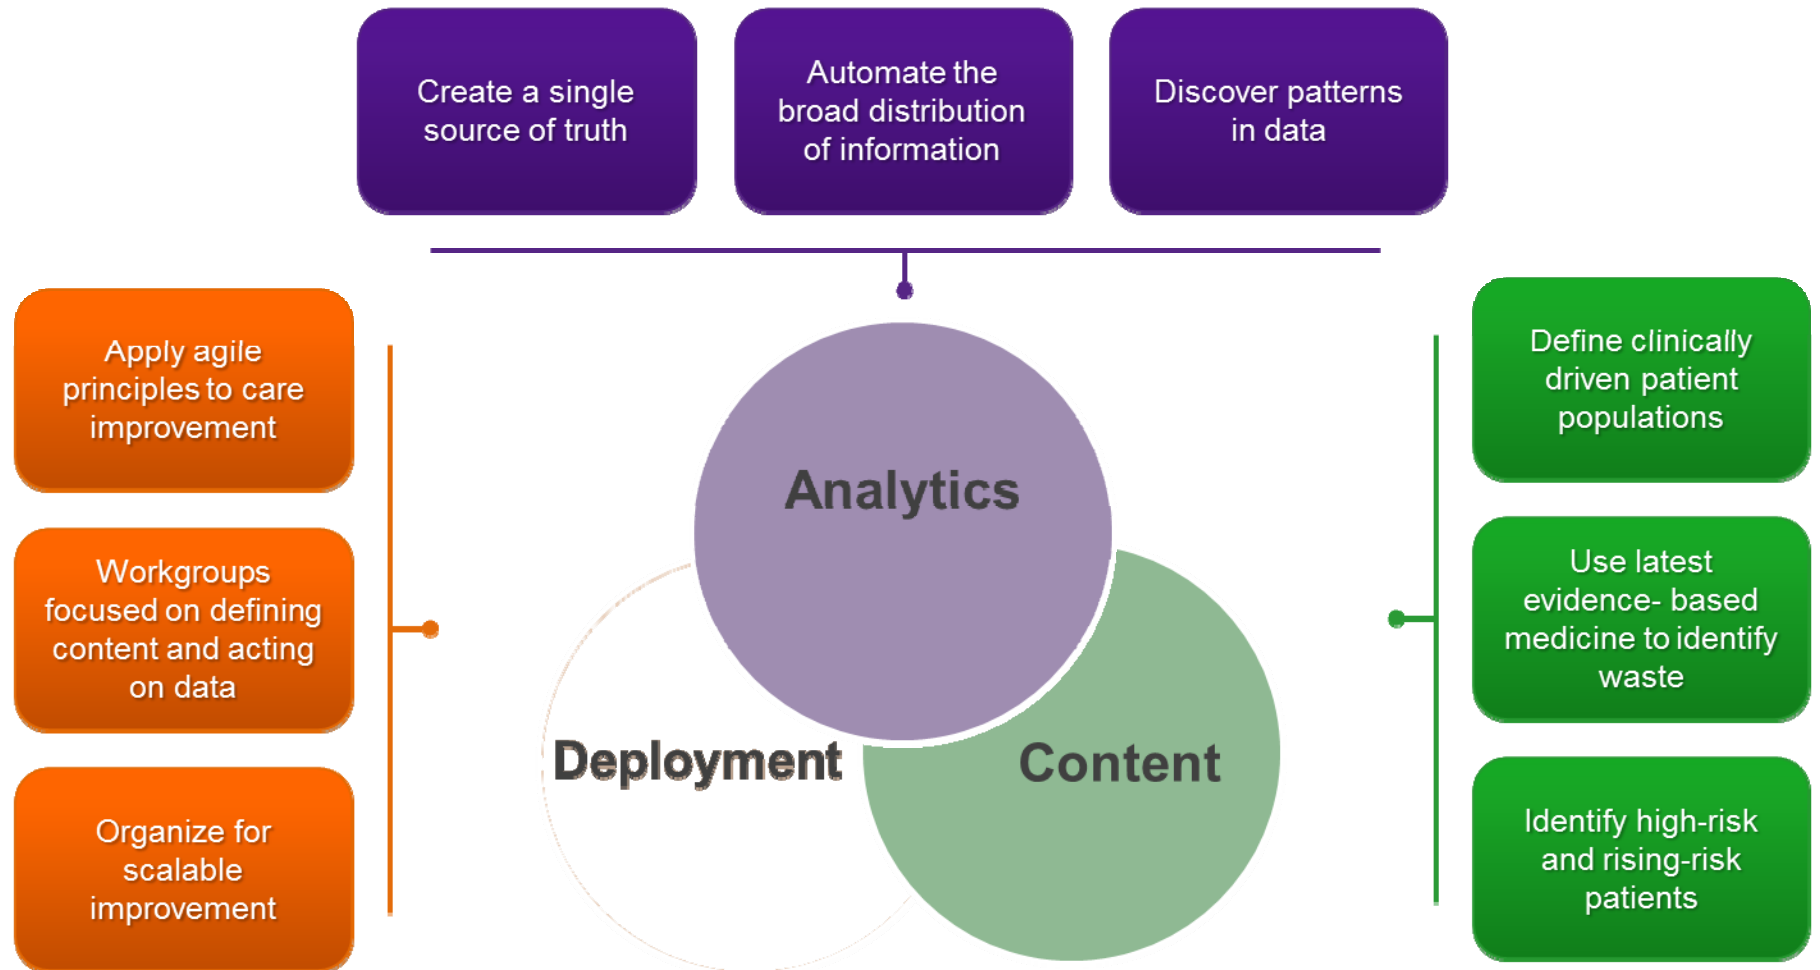 Create a single
source of truth
Automate the
broad distribution
of information
Discover patterns
in data
Apply agile
principles to care
improvement
Workgroups
focused on defining
content and acting
on data
Organize for
scalable
improvement
Analytics
Deployment
Content
Define clinically
driven patient
populations
Use latest
evidence- based
medicine to identify
waste
Identify high-risk
and rising-risk
patients